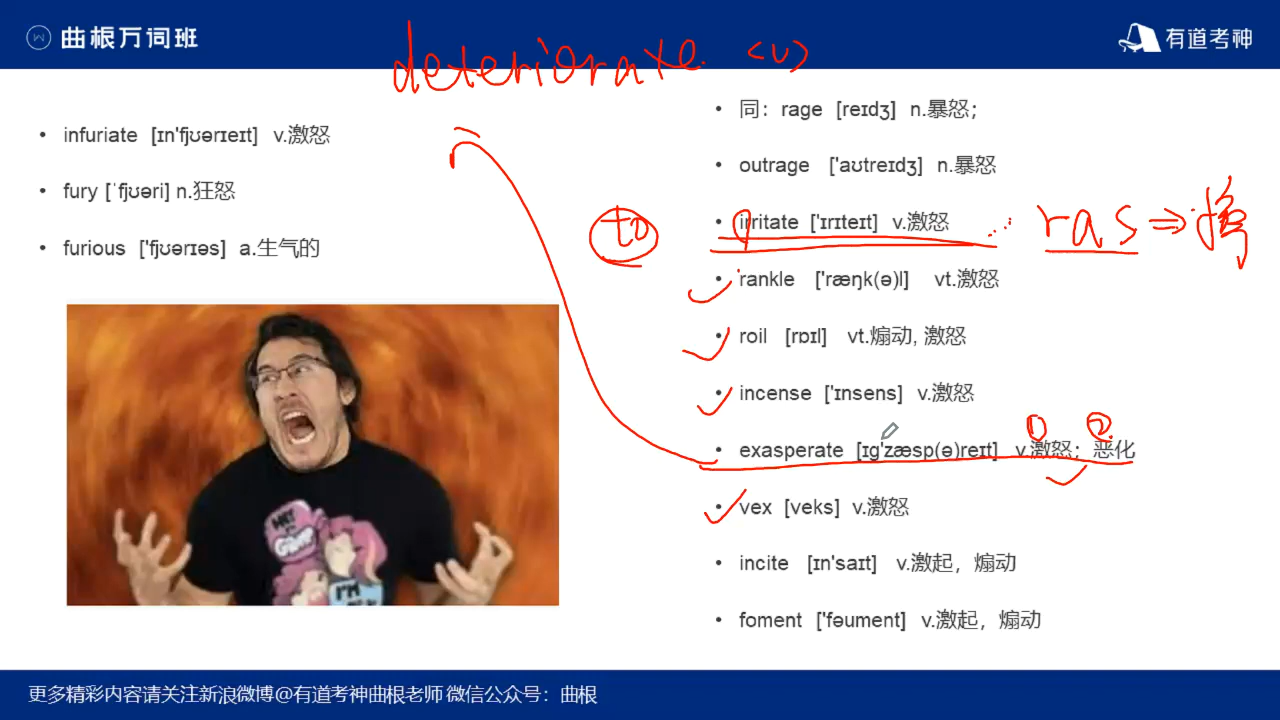 曲根万词班
有道考神
deteriorate. <v>
infuriate [ɪn'fjʊərɪeɪt] v.激怒
fury [ˈfjʊəri] n.狂怒
furious ['fjʊərɪəs] a.生气的
同：rage [reɪdʒ] n.暴怒；
outrage ['aʊtreɪdʒ] n.暴怒
to
irritate ['ɪrɪteɪt] v.激怒
ras ⇒
rankle ['ræŋk(ə)l] vt.激怒
roil [rɒɪl] vt.煽动, 激怒
incense ['ɪnsens] v.激怒
① ②
exasperate [ɪg'zæsp(ə)reɪt] v.激怒；恶化
vex [veks] v.激怒
incite [ɪn'saɪt] v.激起，煽动
foment ['fəument] v.激起，煽动
I'M
更多精彩内容请关注新浪微博@有道考神曲根老师 微信公众号：曲根